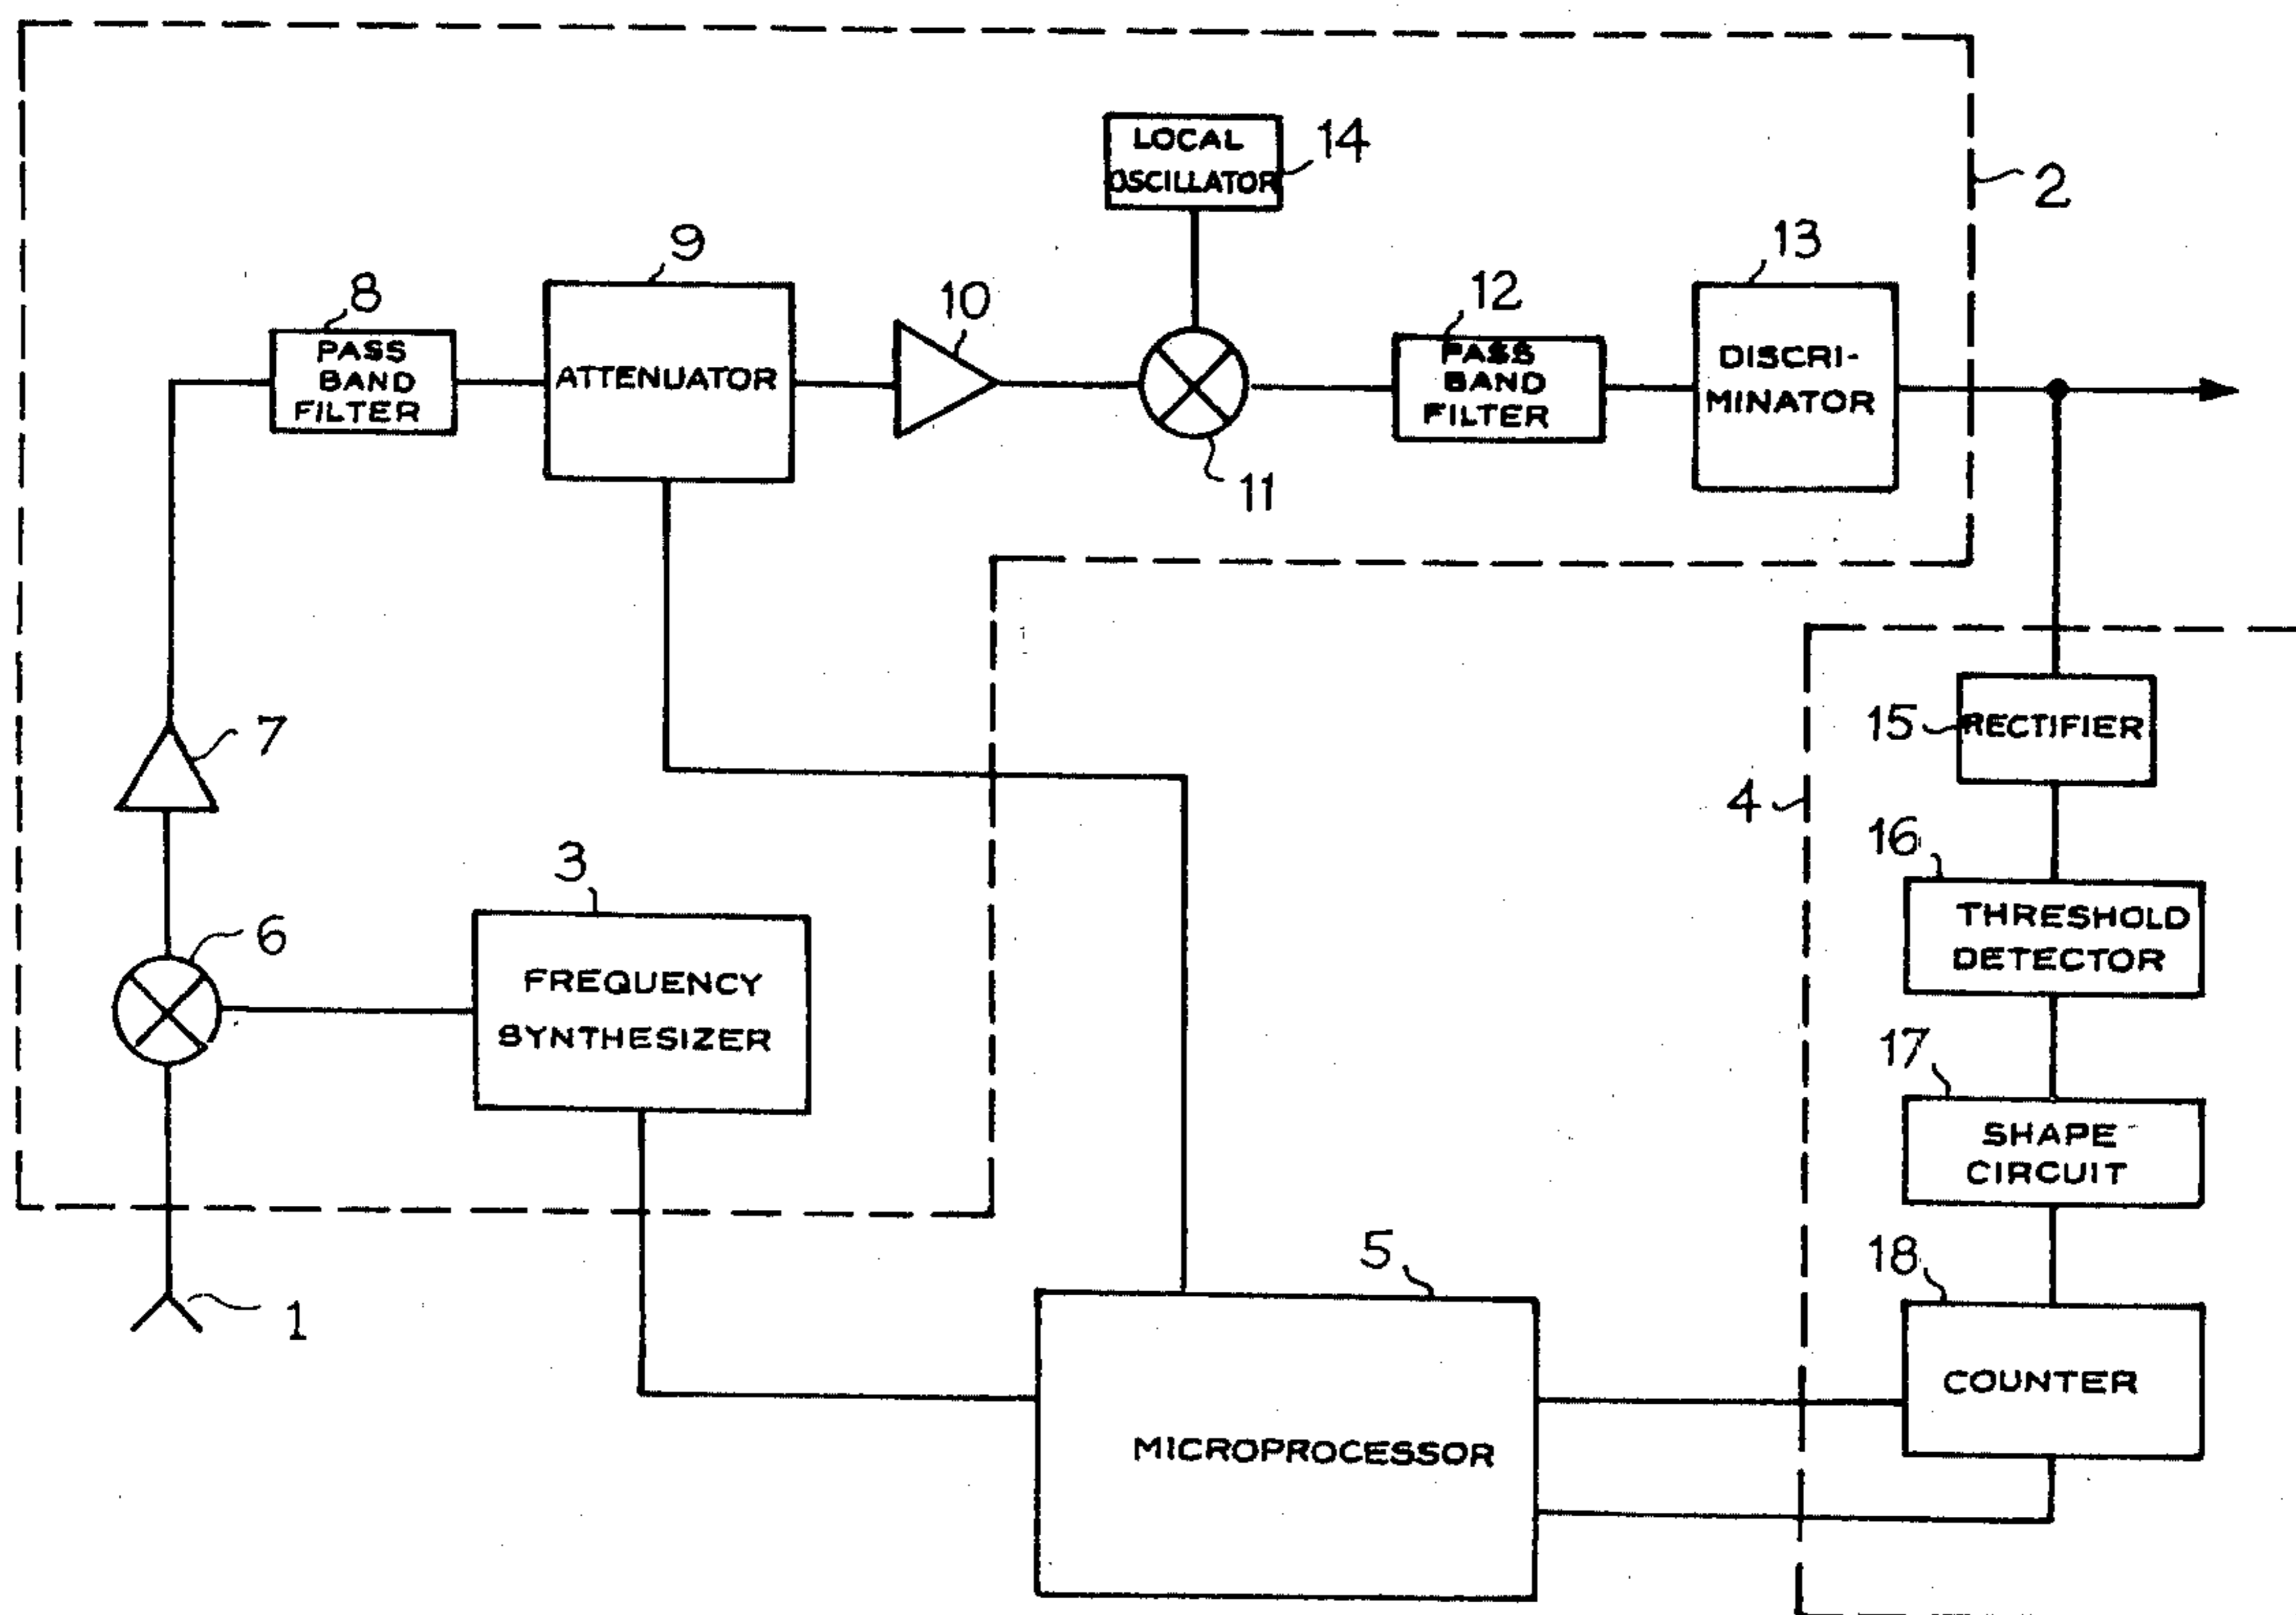 LOCAL
OSCILLATOR
14
2
9
13
8
10
12
PASS
BAND
FILTER
ATTENUATOR
PASS
BAND
FILTER
DISCRI-
MINATOR
11
7
15
RECTIFIER
4
3
16
6
FREQUENCY
SYNTHESIZER
THRESHOLD
DETECTOR
17
SHAPE
CIRCUIT
5
18
1
COUNTER
MICROPROCESSOR